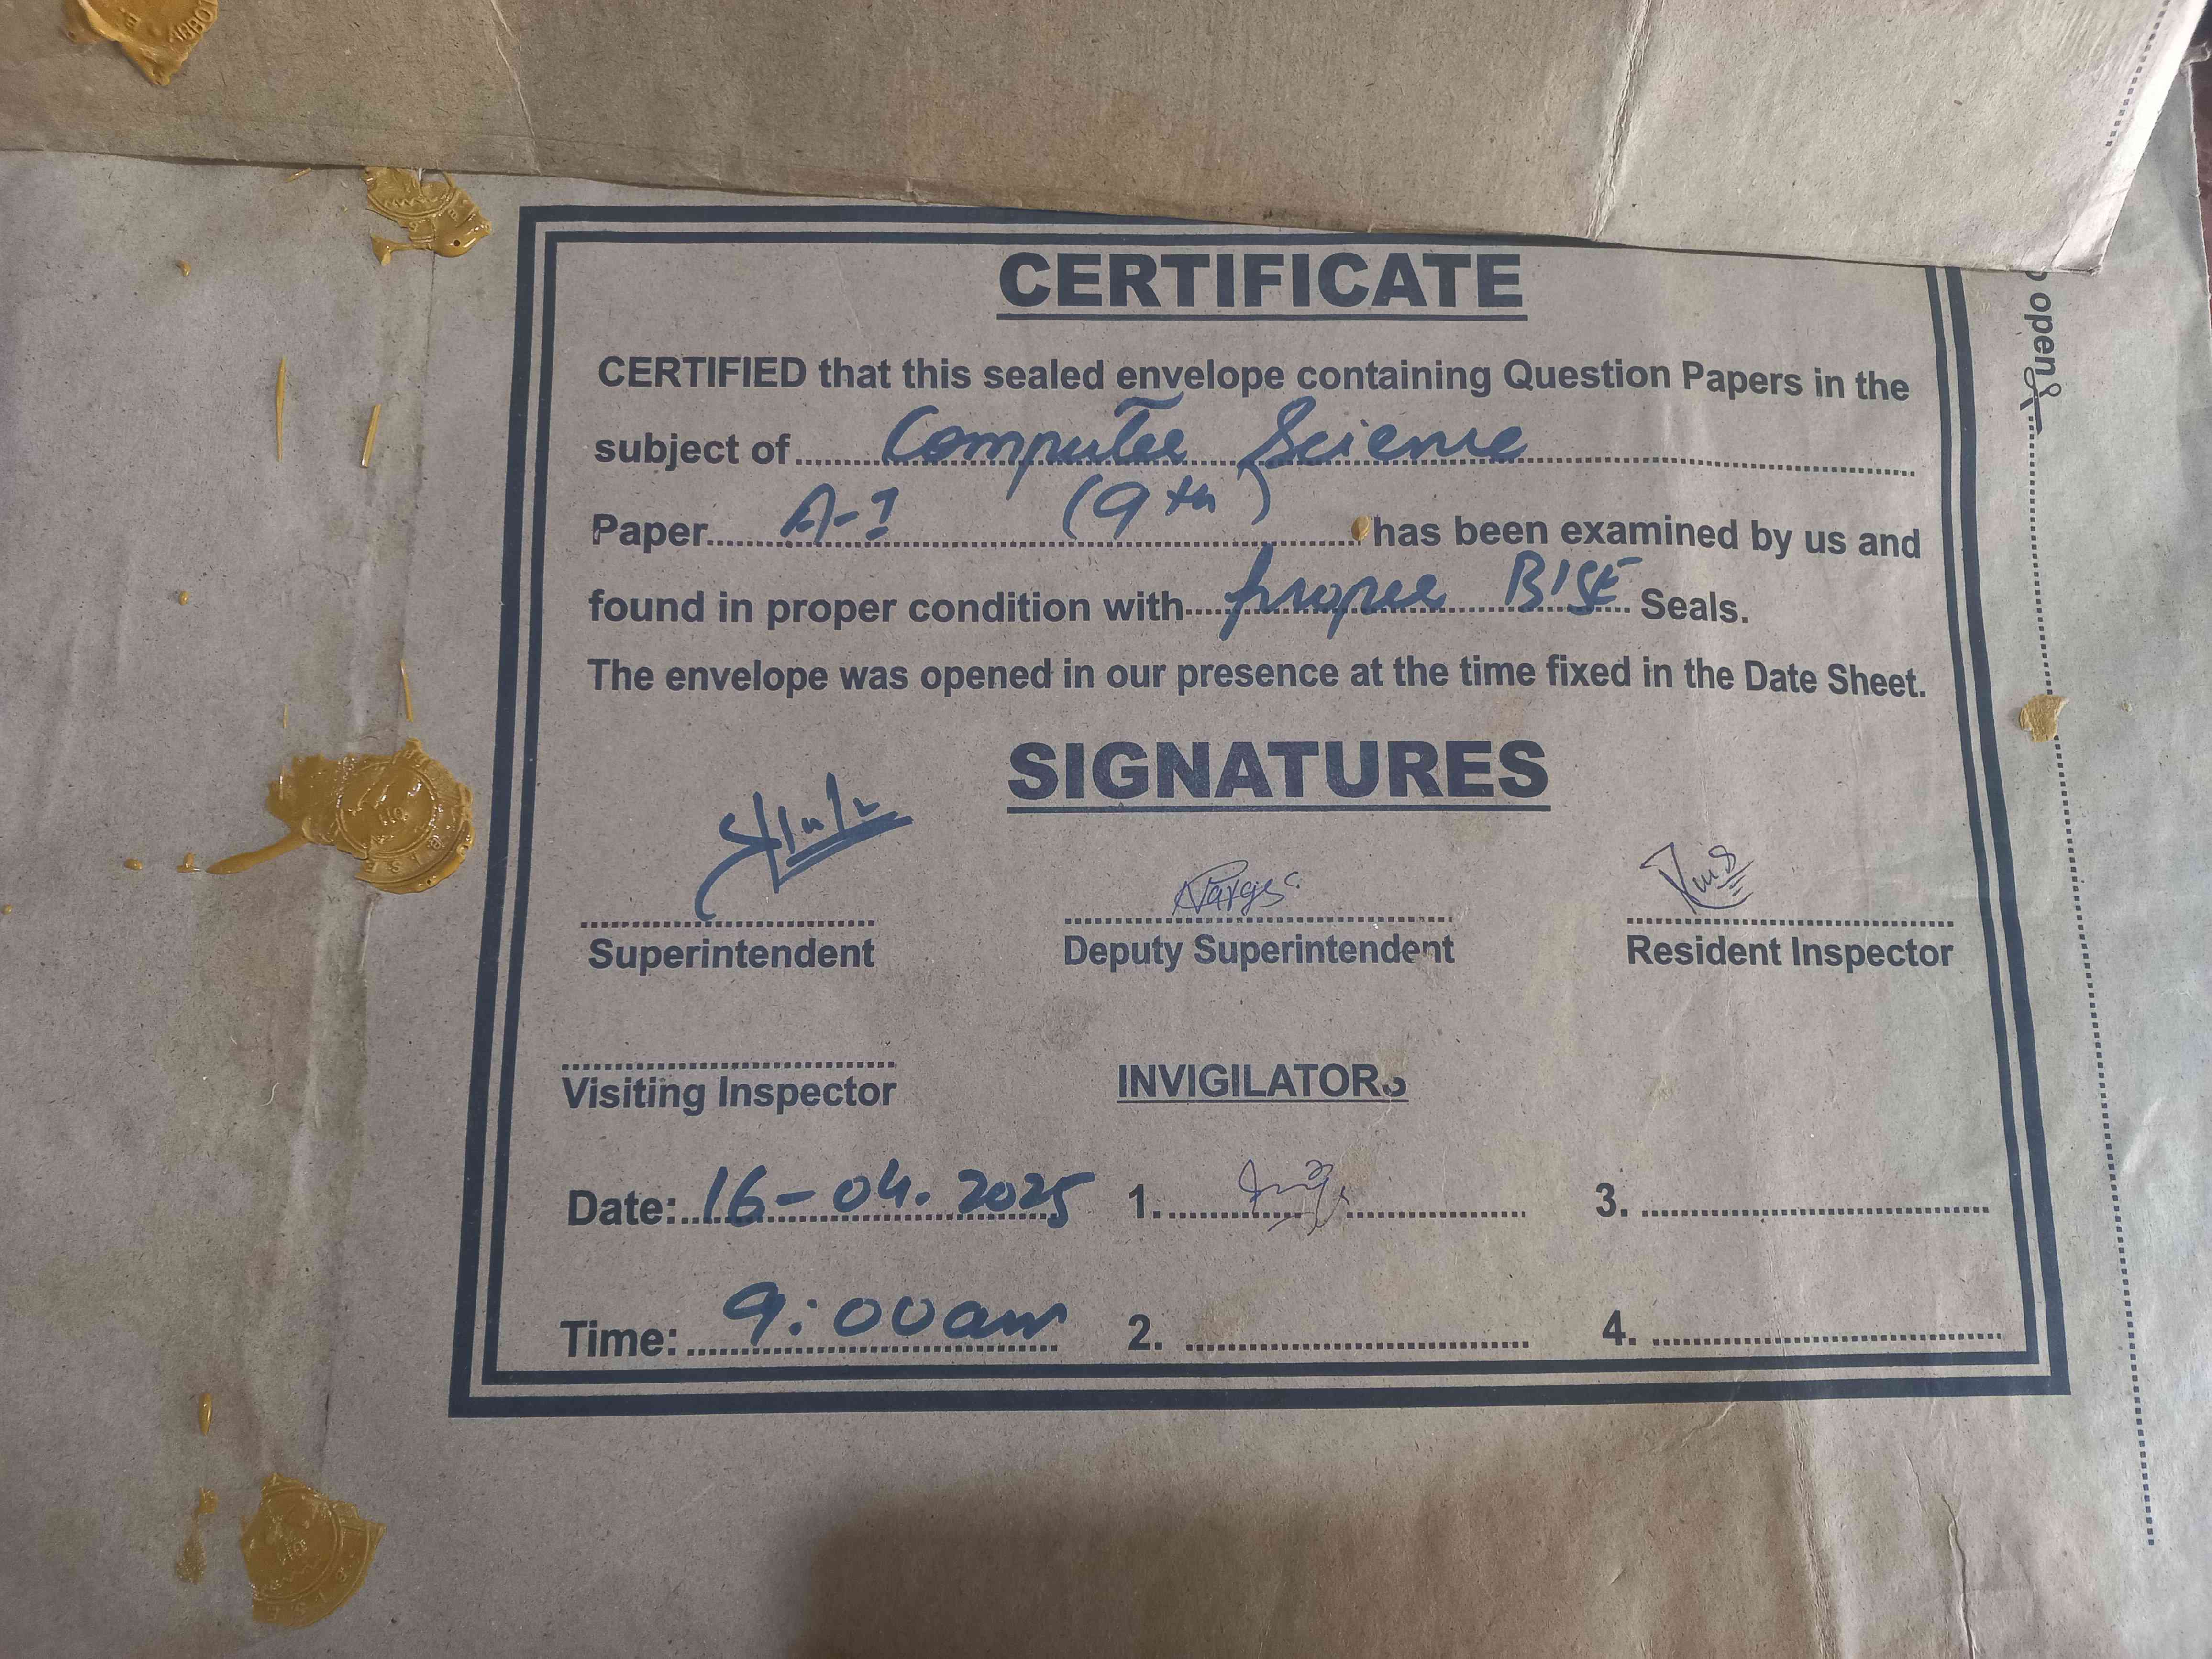 CERTIFICATE
CERTIFIED that this sealed envelope containing Question Papers in the
subject of Computer Science
Paper A-I (9th) has been examined by us and
found in proper condition with proper BISE Seals.
The envelope was opened in our presence at the time fixed in the Date Sheet.
SIGNATURES
Superintendent Deputy Superintendent Resident Inspector
Visiting Inspector INVIGILATORS
Date: 16-04.2025 1. 3.
Time: 9:00am 2. 4.
open